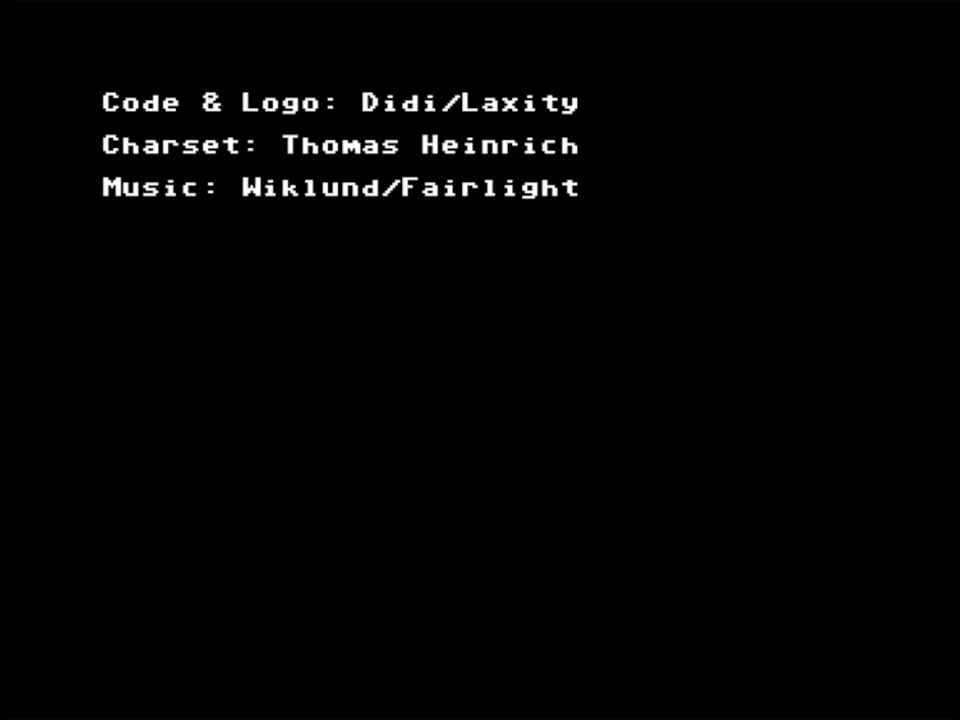 Code & Logo: Didi/Laxity
Charset: Thomas Heinrich
Music: Wiklund/Fairlight